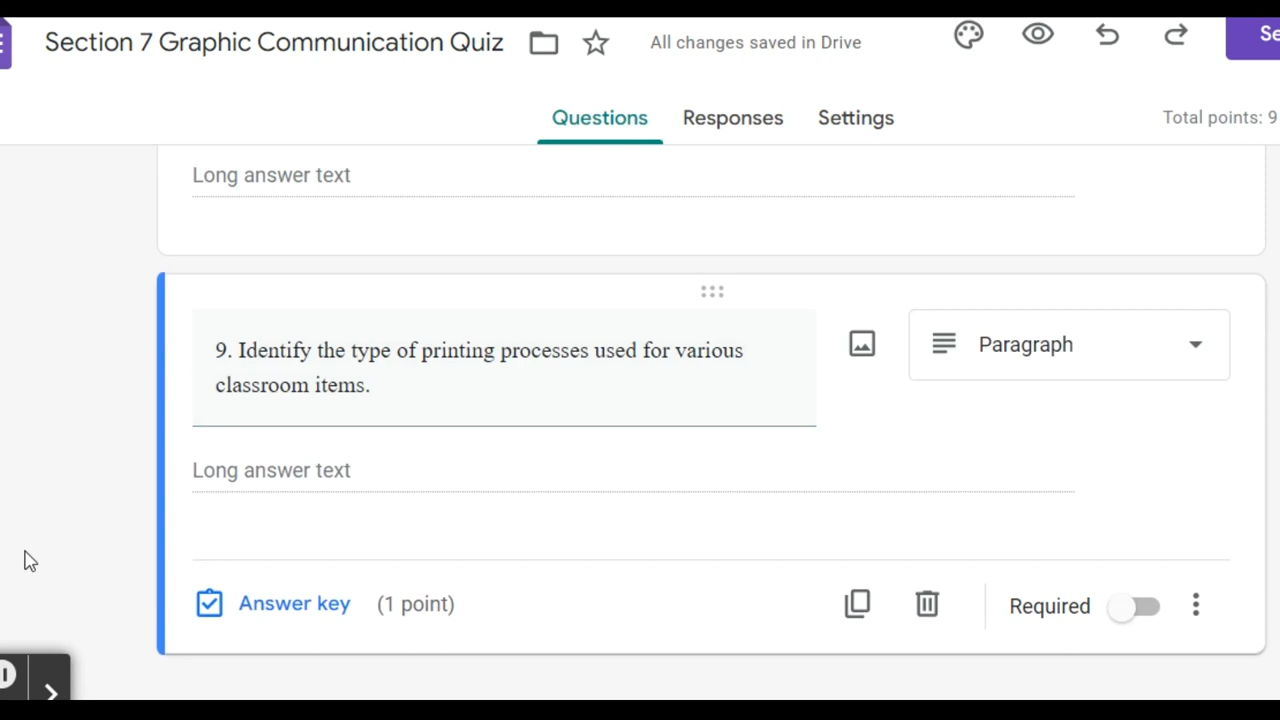 Section 7 Graphic Communication Quiz
All changes saved in Drive
Se
Questions
Responses
Settings
Total points: 9
Long answer text
9. Identify the type of printing processes used for various
classroom items.
Paragraph
Long answer text
Answer key
(1 point)
Required